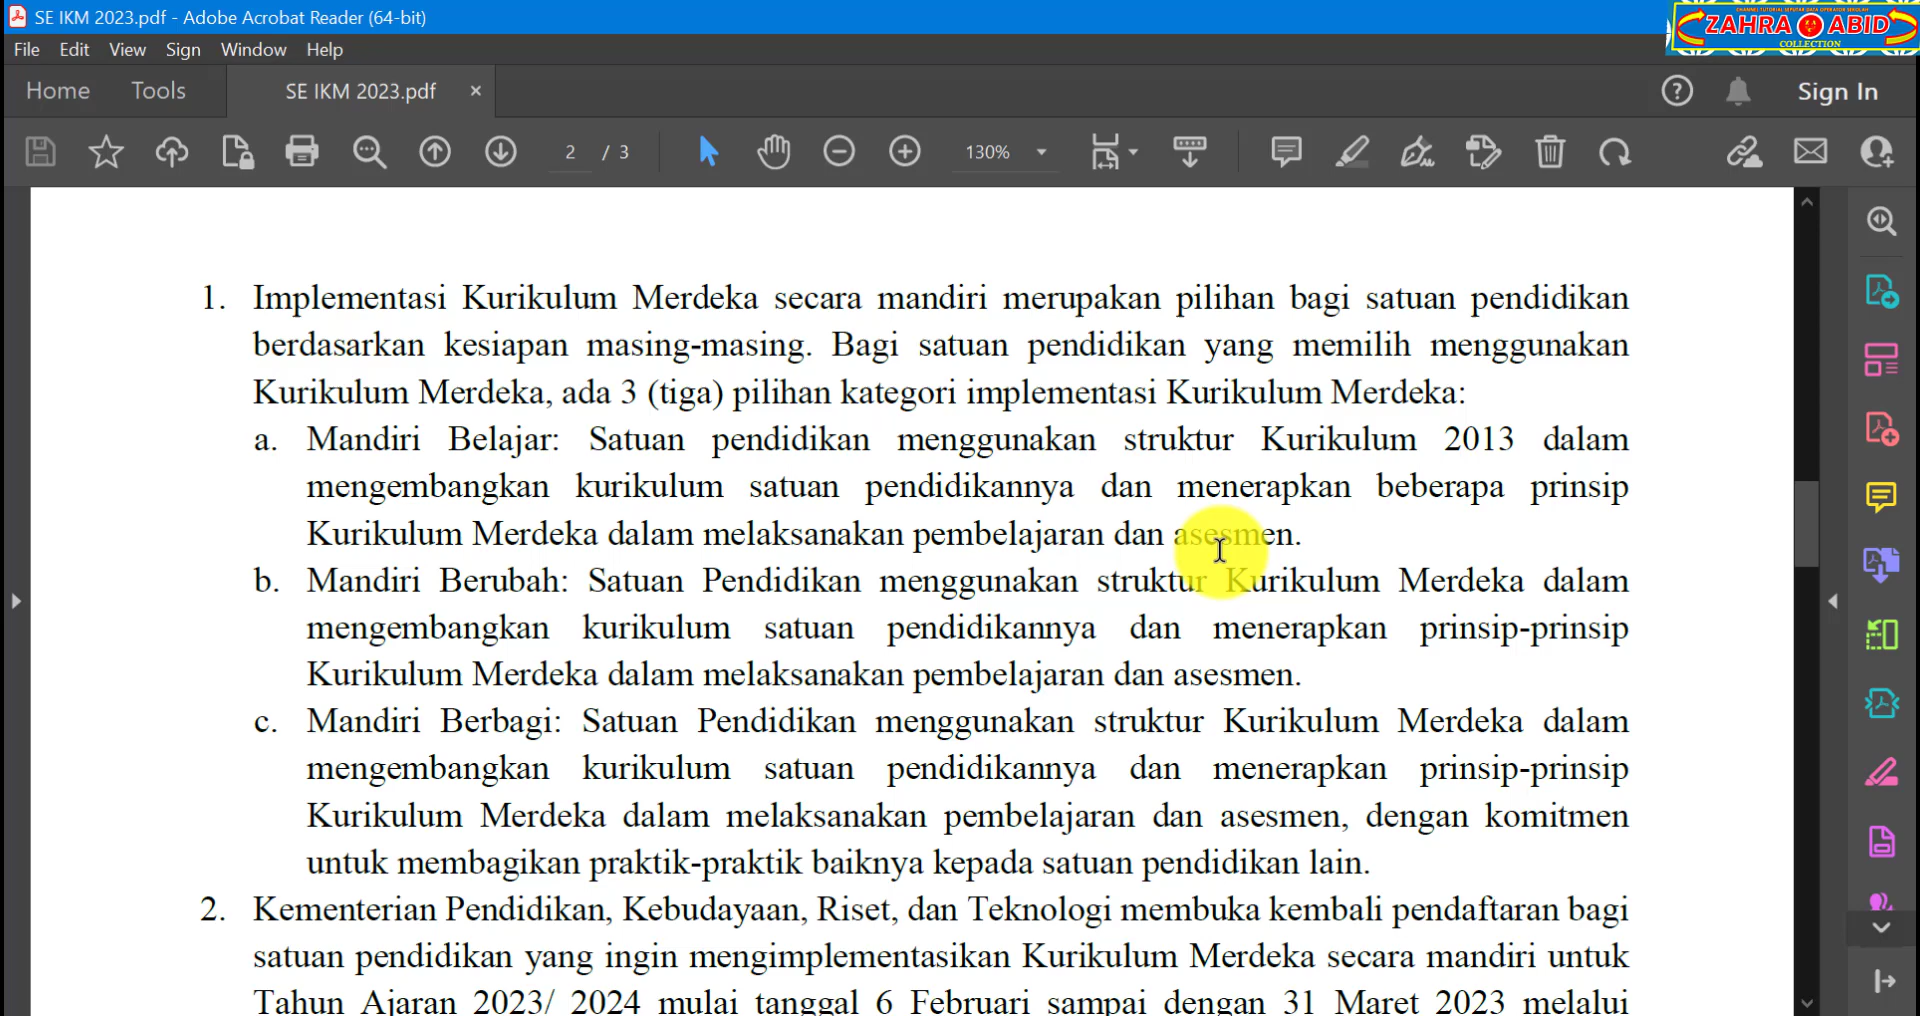 SE IKM 2023.pdf - Adobe Acrobat Reader (64-bit)
CHANNEL TUTORIAL SEPUTAR DATA OPERATOR SEKOLAH
ZAHRA ABID
COLLECTION
File Edit View Sign Window Help
Home Tools SE IKM 2023.pdf × Sign In
2 / 3 130%
1. Implementasi Kurikulum Merdeka secara mandiri merupakan pilihan bagi satuan pendidikan
berdasarkan kesiapan masing-masing. Bagi satuan pendidikan yang memilih menggunakan
Kurikulum Merdeka, ada 3 (tiga) pilihan kategori implementasi Kurikulum Merdeka:
a. Mandiri Belajar: Satuan pendidikan menggunakan struktur Kurikulum 2013 dalam
mengembangkan kurikulum satuan pendidikannya dan menerapkan beberapa prinsip
Kurikulum Merdeka dalam melaksanakan pembelajaran dan asesmen.
b. Mandiri Berubah: Satuan Pendidikan menggunakan struktur Kurikulum Merdeka dalam
mengembangkan kurikulum satuan pendidikannya dan menerapkan prinsip-prinsip
Kurikulum Merdeka dalam melaksanakan pembelajaran dan asesmen.
c. Mandiri Berbagi: Satuan Pendidikan menggunakan struktur Kurikulum Merdeka dalam
mengembangkan kurikulum satuan pendidikannya dan menerapkan prinsip-prinsip
Kurikulum Merdeka dalam melaksanakan pembelajaran dan asesmen, dengan komitmen
untuk membagikan praktik-praktik baiknya kepada satuan pendidikan lain.
2. Kementerian Pendidikan, Kebudayaan, Riset, dan Teknologi membuka kembali pendaftaran bagi
satuan pendidikan yang ingin mengimplementasikan Kurikulum Merdeka secara mandiri untuk
Tahun Ajaran 2023/ 2024 mulai tanggal 6 Februari sampai dengan 31 Maret 2023 melalui